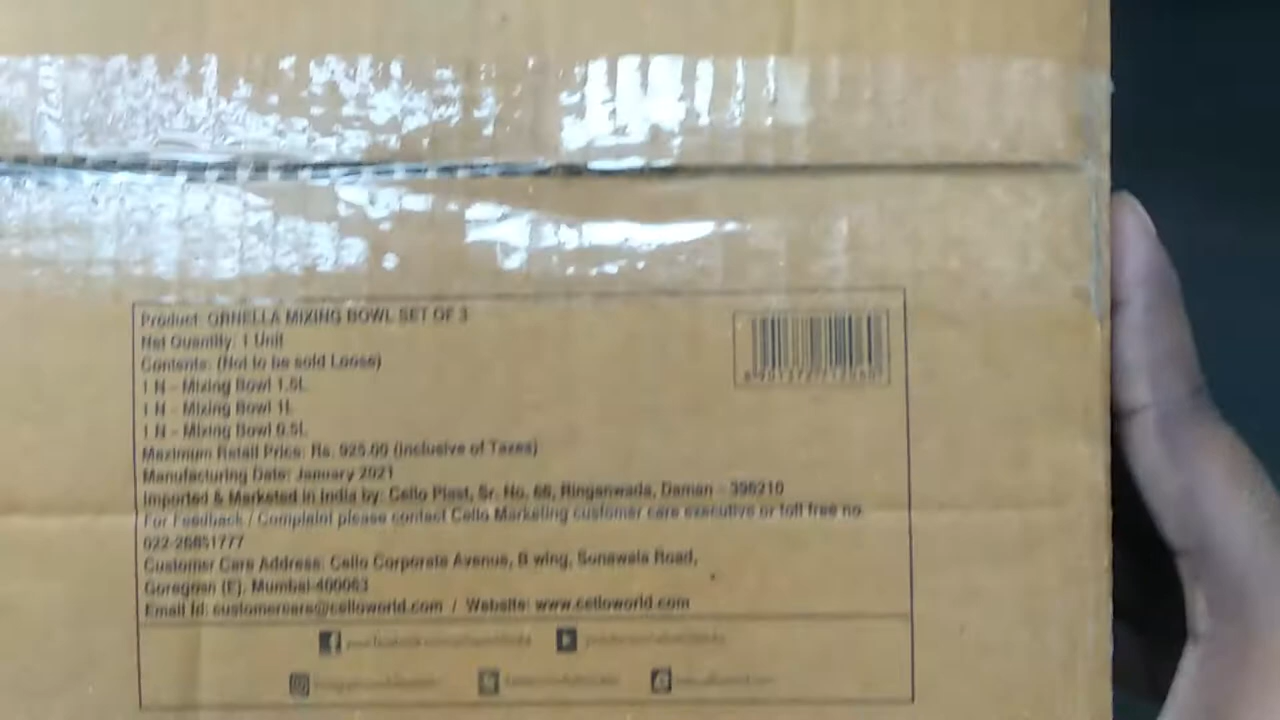 Product: ORNELLA MIXING BOWL SET OF 3
Net Quantity: 1 Unit
Contents: (Not to be sold Loose)
1 N - Mixing Bowl 1.5L
1 N - Mixing Bowl 1L
1 N - Mixing Bowl 0.5L
Maximum Retail Price: Rs. 925.00 (Inclusive of Taxes)
Manufacturing Date: January 2021
Imported & Marketed in India by: Cello Plast, Sr. No. 66, Ringanwada, Daman - 396210
For Feedback / Complaint please contact Cello Marketing customer care executive or toll free no.
022-26851777
Customer Care Address: Cello Corporate Avenue, B wing, Sonawala Road,
Goregoan (E). Mumbai-400063
Email Id: customercare@celloworld.com / Website: www.celloworld.com